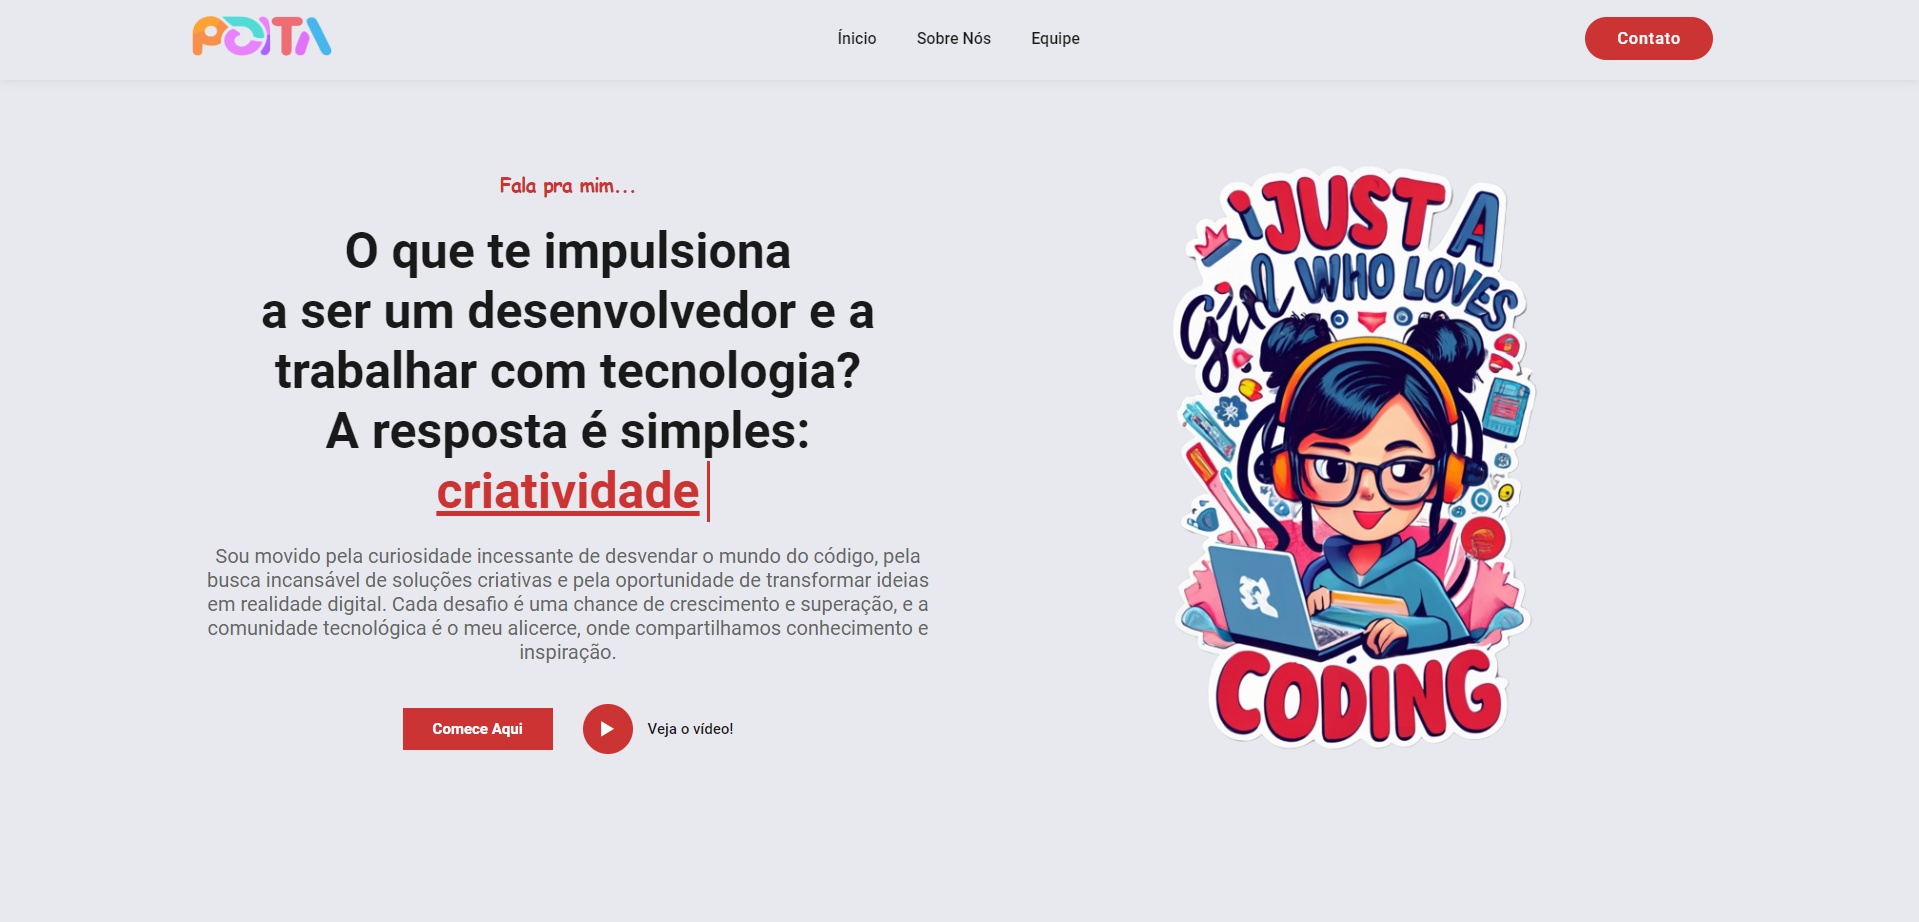 POITA
Ínicio
Sobre Nós
Equipe
Contato
Fala pra mim...
O que te impulsiona
a ser um desenvolvedor e a
trabalhar com tecnologia?
A resposta é simples:
criatividade
Sou movido pela curiosidade incessante de desvendar o mundo do código, pela
busca incansável de soluções criativas e pela oportunidade de transformar ideias
em realidade digital. Cada desafio é uma chance de crescimento e superação, e a
comunidade tecnológica é o meu alicerce, onde compartilhamos conhecimento e
inspiração.
Comece Aqui
Veja o vídeo!
i JUST A
Girl WHO LOVES
CODING